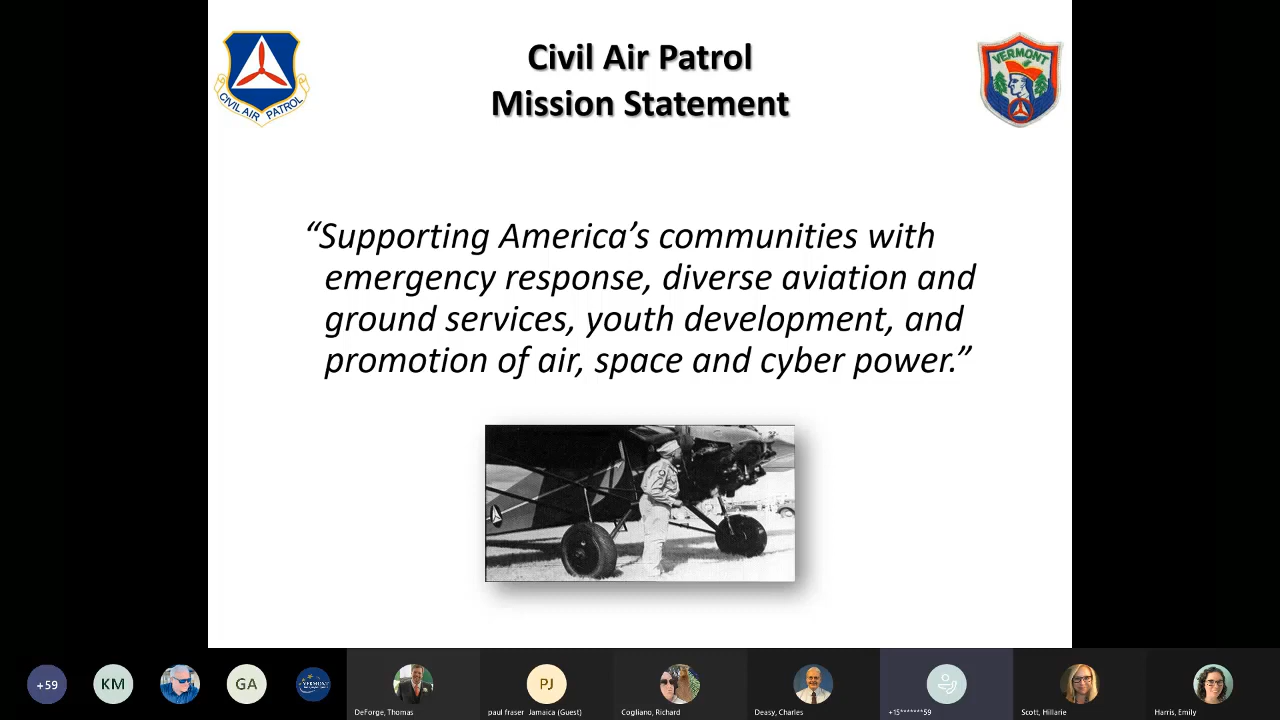 Civil Air Patrol
Mission Statement
CIVIL AIR PATROL
VERMONT
“Supporting America’s communities with
emergency response, diverse aviation and
ground services, youth development, and
promotion of air, space and cyber power.”
+59
KM
GA
VERMONT
PJ
DeForge, Thomas
paul fraser Jamaica (Guest)
Cogliano, Richard
Deasy, Charles
+15*******59
Scott, Hillarie
Harris, Emily